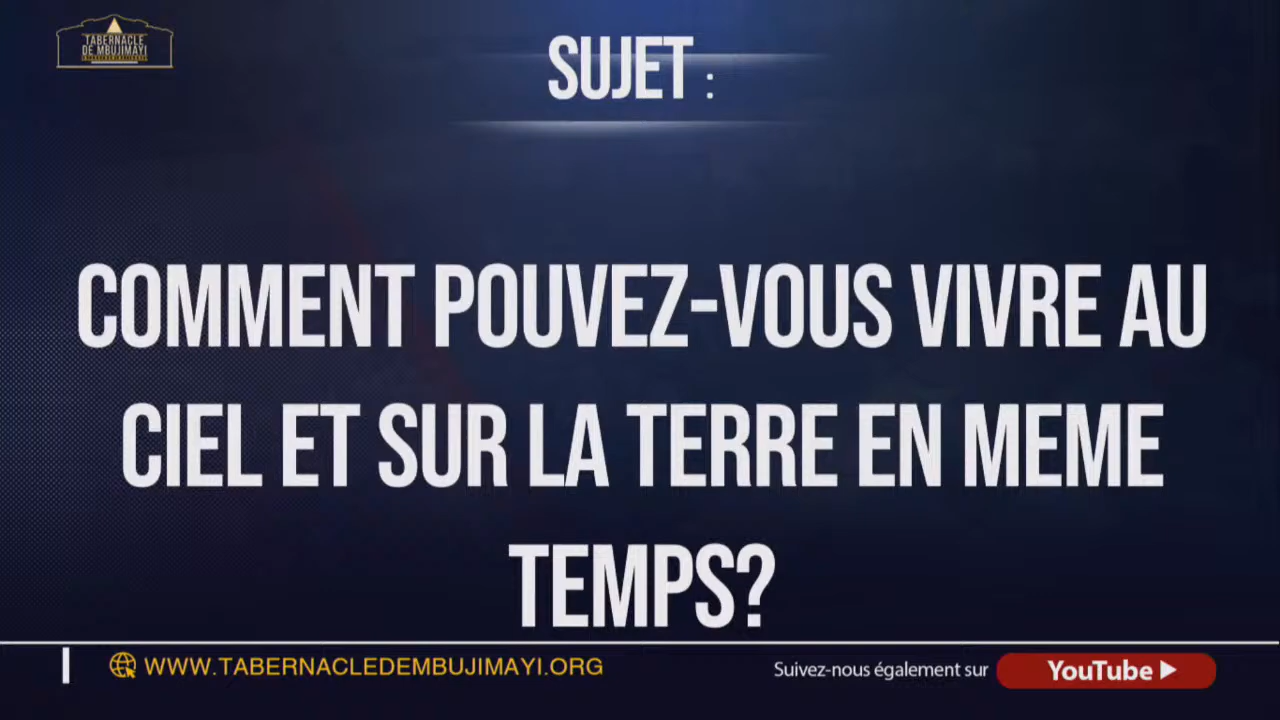 TABERNACLE
DE MBUJIMAYI
SUJET :
COMMENT POUVEZ-VOUS VIVRE AU
CIEL ET SUR LA TERRE EN MEME
TEMPS?
WWW.TABERNACLEDEMBUJIMAYI.ORG
Suivez-nous également sur
YouTube